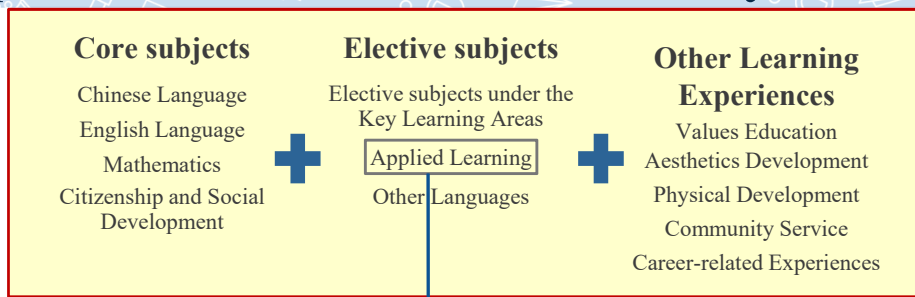 Core subjects
Chinese Language
English Language
Mathematics
Citizenship and Social
Development
Elective subjects
Elective subjects under the
Key Learning Areas
Applied Learning
Other Languages
Other Learning
Experiences
Values Education
Aesthetics Development
Physical Development
Community Service
Career-related Experiences